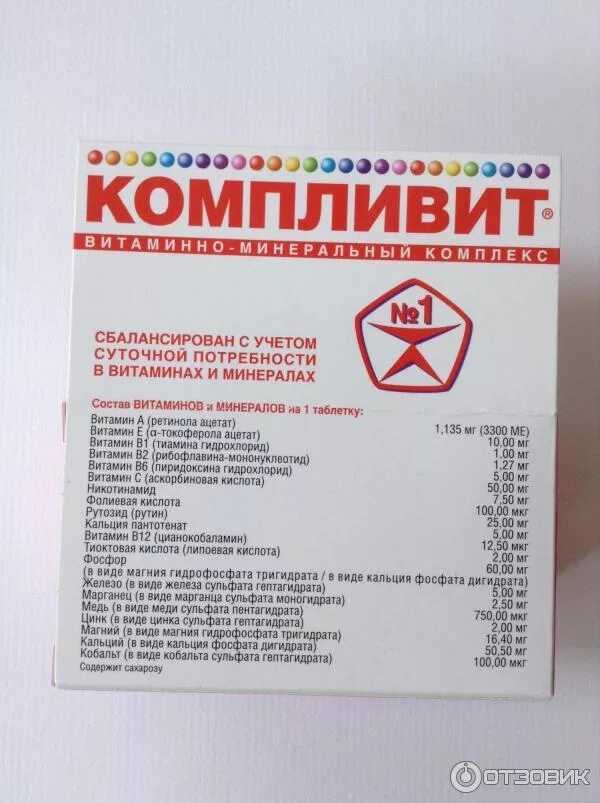 КОМПЛИВИТ®
ВИТАМИННО-МИНЕРАЛЬНЫЙ КОМПЛЕКС
№1
СБАЛАНСИРОВАН С УЧЕТОМ
СУТОЧНОЙ ПОТРЕБНОСТИ
В ВИТАМИНАХ И МИНЕРАЛАХ
Состав ВИТАМИНОВ и МИНЕРАЛОВ на 1 таблетку:
Витамин А (ретинола ацетат) 1,135 мг (3300 МЕ)
Витамин Е (α-токоферола ацетат) 10,00 мг
Витамин В1 (тиамина гидрохлорид) 1,00 мг
Витамин В2 (рибофлавина-мононуклеотид) 1,27 мг
Витамин В6 (пиридоксина гидрохлорид) 5,00 мг
Витамин С (аскорбиновая кислота) 50,00 мг
Никотинамид 7,50 мг
Фолиевая кислота 100,00 мкг
Рутозид (рутин) 25,00 мг
Кальция пантотенат 5,00 мг
Витамин В12 (цианокобаламин) 12,50 мкг
Тиоктовая кислота (липоевая кислота) 2,00 мг
Фосфор 60,00 мг
(в виде магния гидрофосфата тригидрата / в виде кальция фосфата дигидрата)
Железо (в виде железа сульфата гептагидрата) 5,00 мг
Марганец (в виде марганца сульфата моногидрата) 2,50 мг
Медь (в виде меди сульфата пентагидрата) 750,00 мкг
Цинк (в виде цинка сульфата гептагидрата) 2,00 мг
Магний (в виде магния гидрофосфата тригидрата) 16,40 мг
Кальций (в виде кальция фосфата дигидрата) 50,50 мг
Кобальт (в виде кобальта сульфата гептагидрата) 100,00 мкг
Содержит сахарозу
ОТЗОВИК